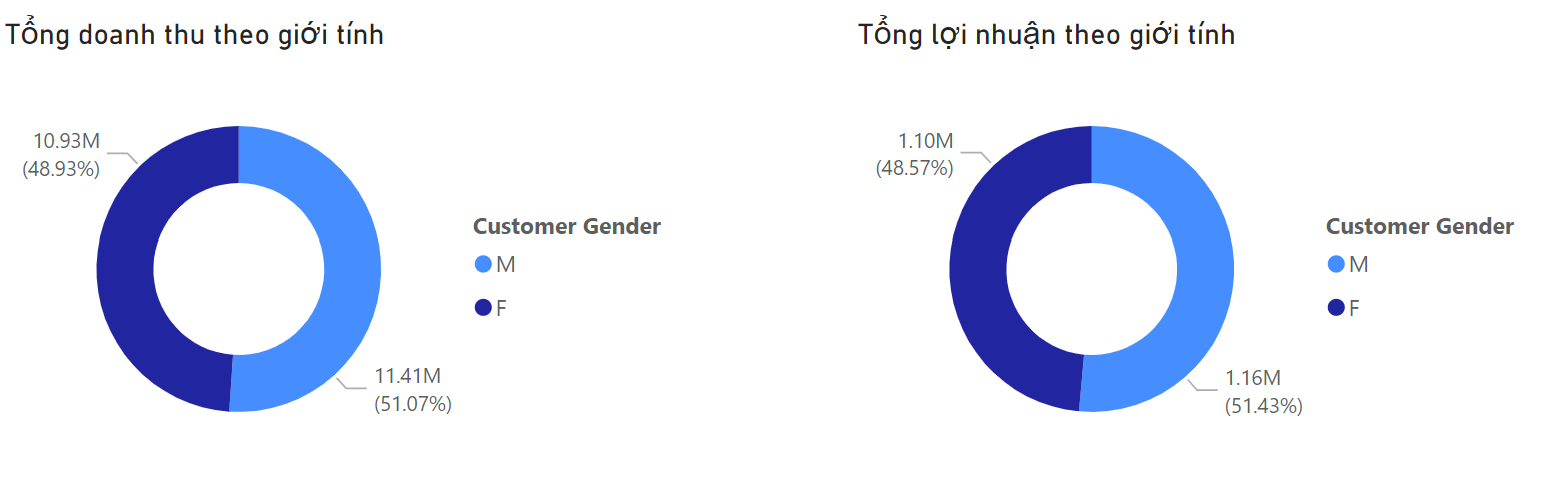 Tổng doanh thu theo giới tính
10.93M
(48.93%)
Customer Gender
M
F
11.41M
(51.07%)
Tổng lợi nhuận theo giới tính
1.10M
(48.57%)
Customer Gender
M
F
1.16M
(51.43%)